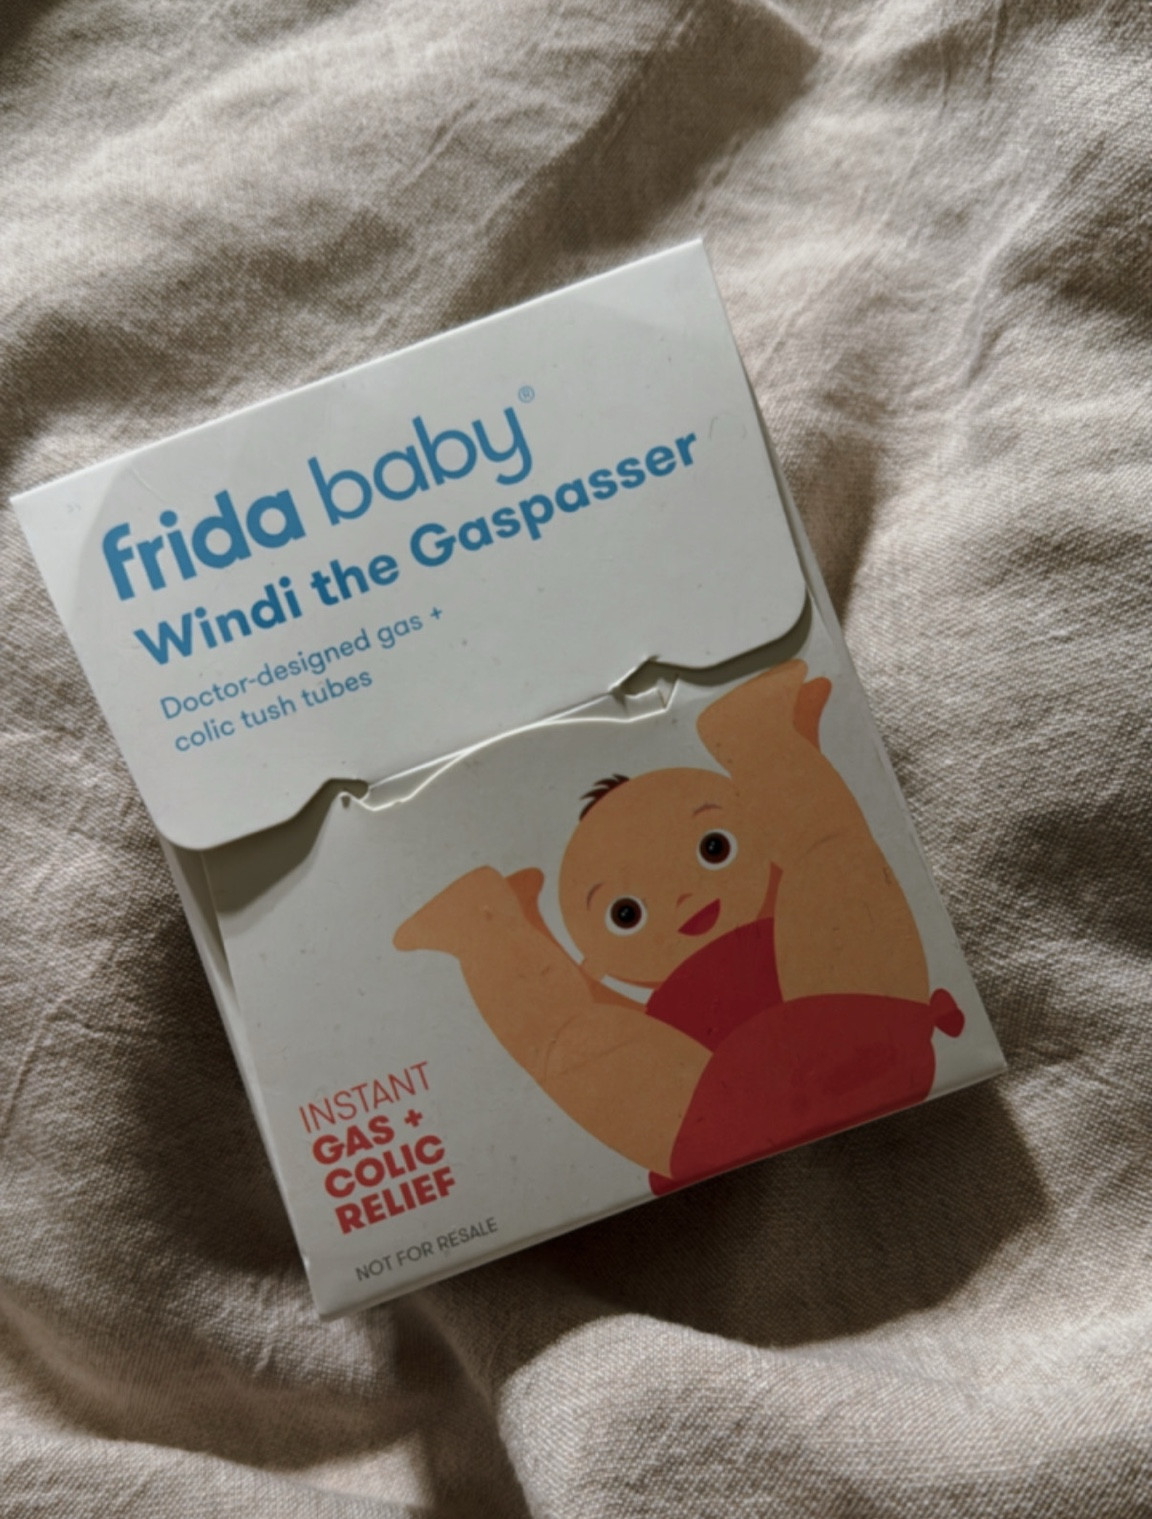 frida baby®
Windi the Gaspasser
Doctor-designed gas +
colic tush tubes
INSTANT
GAS +
COLIC
RELIEF
NOT FOR RESALE